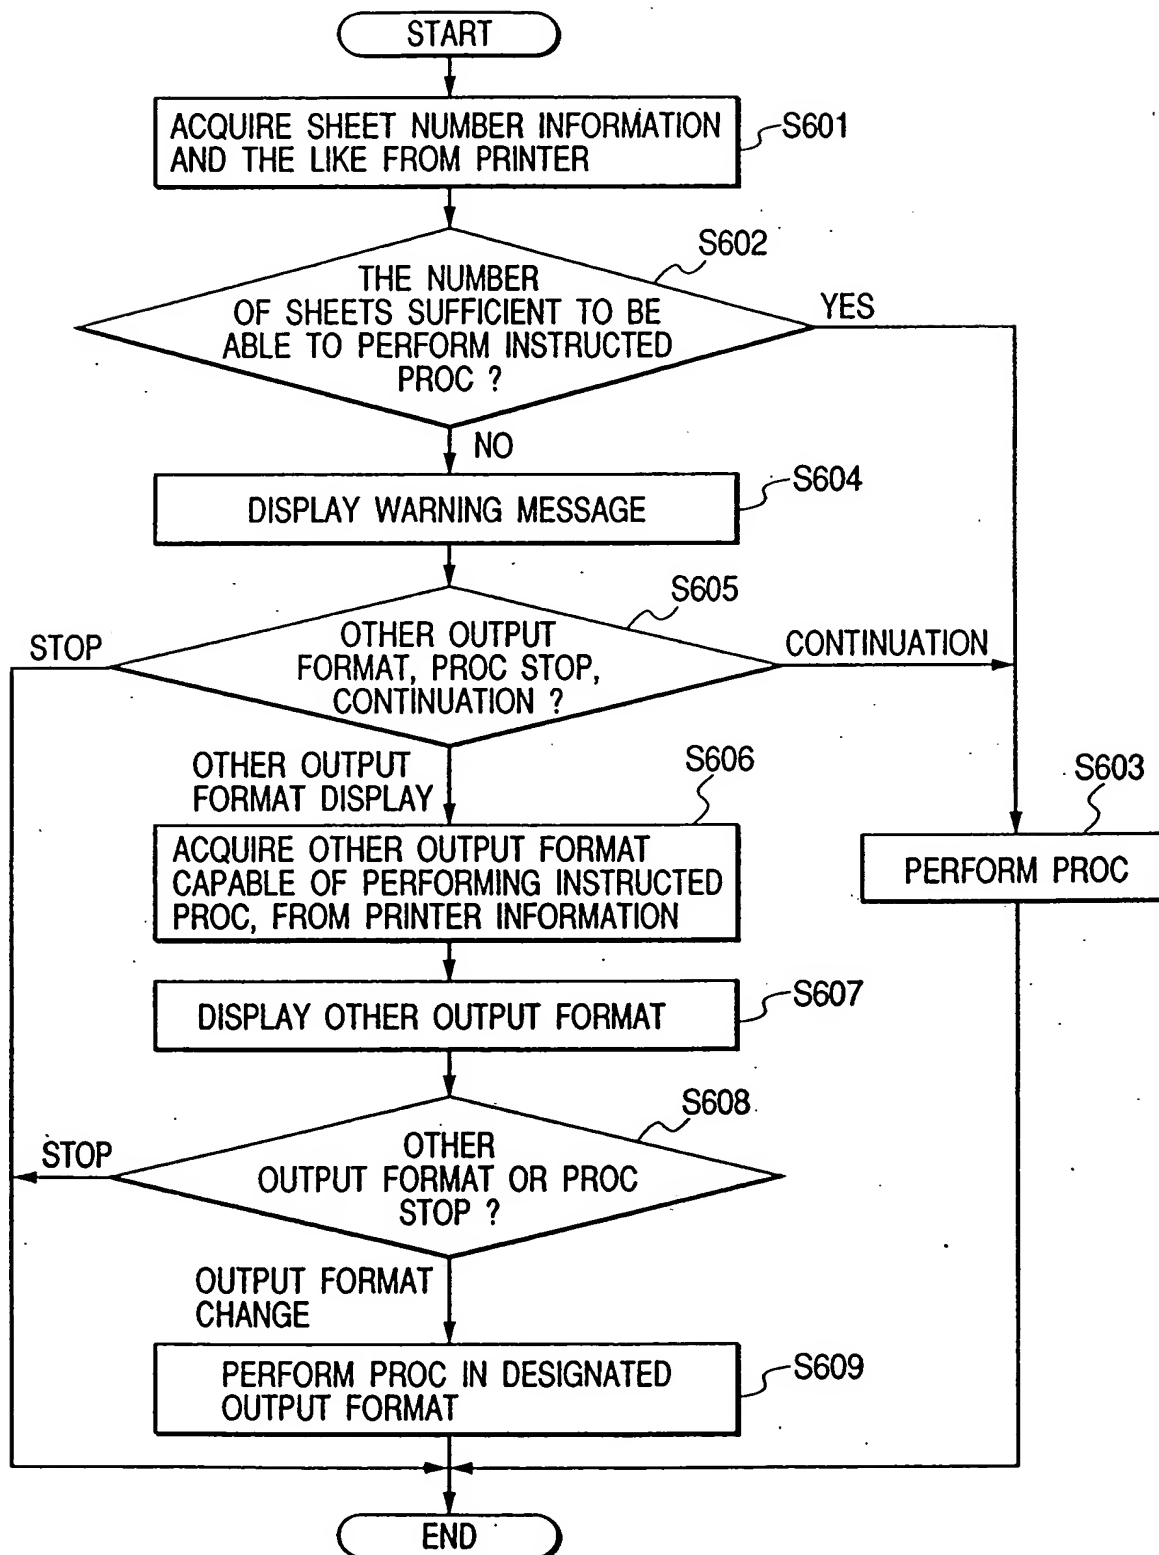 START
ACQUIRE SHEET NUMBER INFORMATION
AND THE LIKE FROM PRINTER
S601
S602
THE NUMBER
OF SHEETS SUFFICIENT TO BE
ABLE TO PERFORM INSTRUCTED
PROC ?
YES
NO
S604
DISPLAY WARNING MESSAGE
S605
STOP
OTHER OUTPUT
FORMAT, PROC STOP,
CONTINUATION ?
CONTINUATION
OTHER OUTPUT
FORMAT DISPLAY
S606
S603
ACQUIRE OTHER OUTPUT FORMAT
CAPABLE OF PERFORMING INSTRUCTED
PROC, FROM PRINTER INFORMATION
PERFORM PROC
S607
DISPLAY OTHER OUTPUT FORMAT
S608
STOP
OTHER
OUTPUT FORMAT OR PROC
STOP ?
OUTPUT FORMAT
CHANGE
PERFORM PROC IN DESIGNATED
OUTPUT FORMAT
S609
END